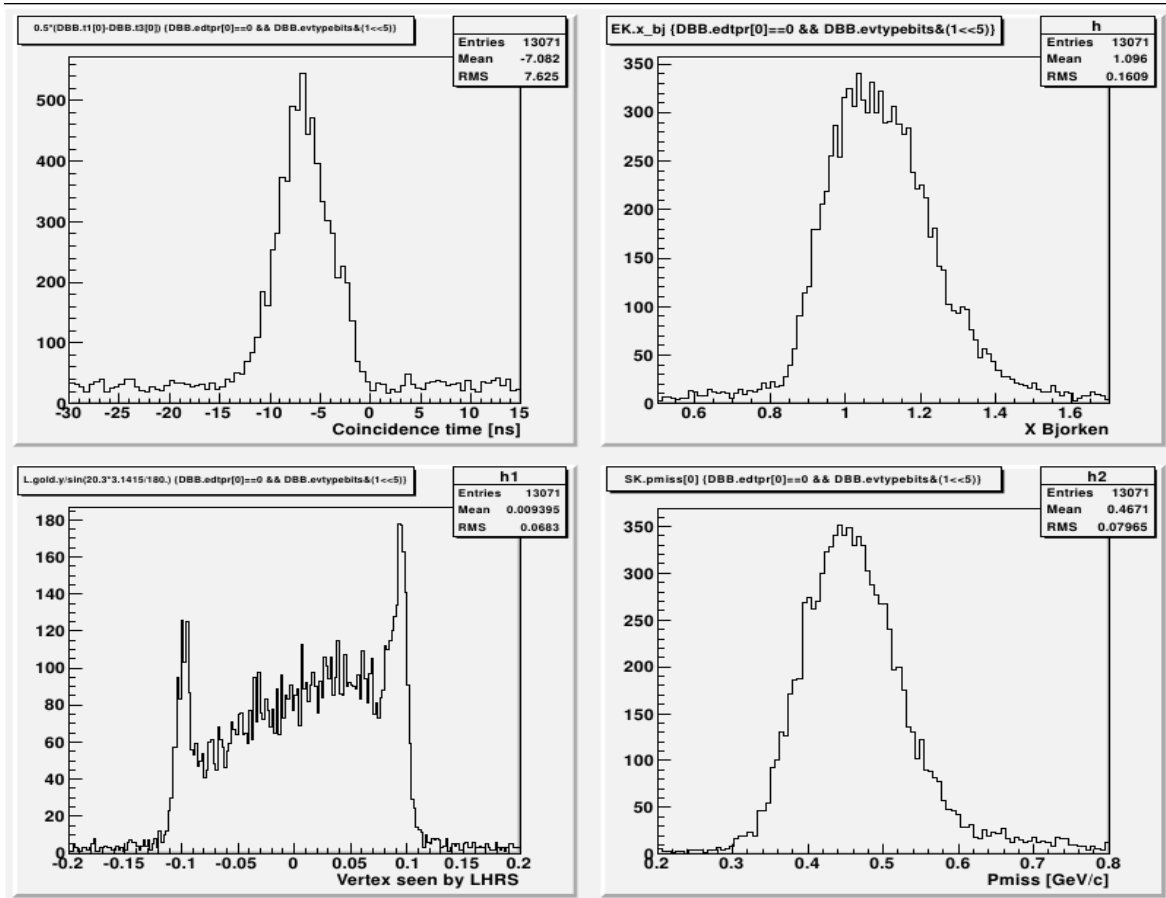 0.5*(DBB.t1[0]-DBB.t3[0]) {DBB.edtpr[0]==0 && DBB.evtypebits&(1<<5)}
Entries 13071
Mean -7.082
RMS 7.625
500
400
300
200
100
0
-30 -25 -20 -15 -10 -5 0 5 10 15
Coincidence time [ns]
EK.x_bj {DBB.edtpr[0]==0 && DBB.evtypebits&(1<<5)}
h
Entries 13071
Mean 1.096
RMS 0.1609
350
300
250
200
150
100
50
0
0.6 0.8 1 1.2 1.4 1.6
X Bjorken
L.gold.y/sin(20.3*3.1415/180.) {DBB.edtpr[0]==0 && DBB.evtypebits&(1<<5)}
h1
Entries 13071
Mean 0.009395
RMS 0.0683
180
160
140
120
100
80
60
40
20
0
-0.2 -0.15 -0.1 -0.05 0 0.05 0.1 0.15 0.2
Vertex seen by LHRS
SK.pmiss[0] {DBB.edtpr[0]==0 && DBB.evtypebits&(1<<5)}
h2
Entries 13071
Mean 0.4671
RMS 0.07965
350
300
250
200
150
100
50
0
0.2 0.3 0.4 0.5 0.6 0.7 0.8
Pmiss [GeV/c]